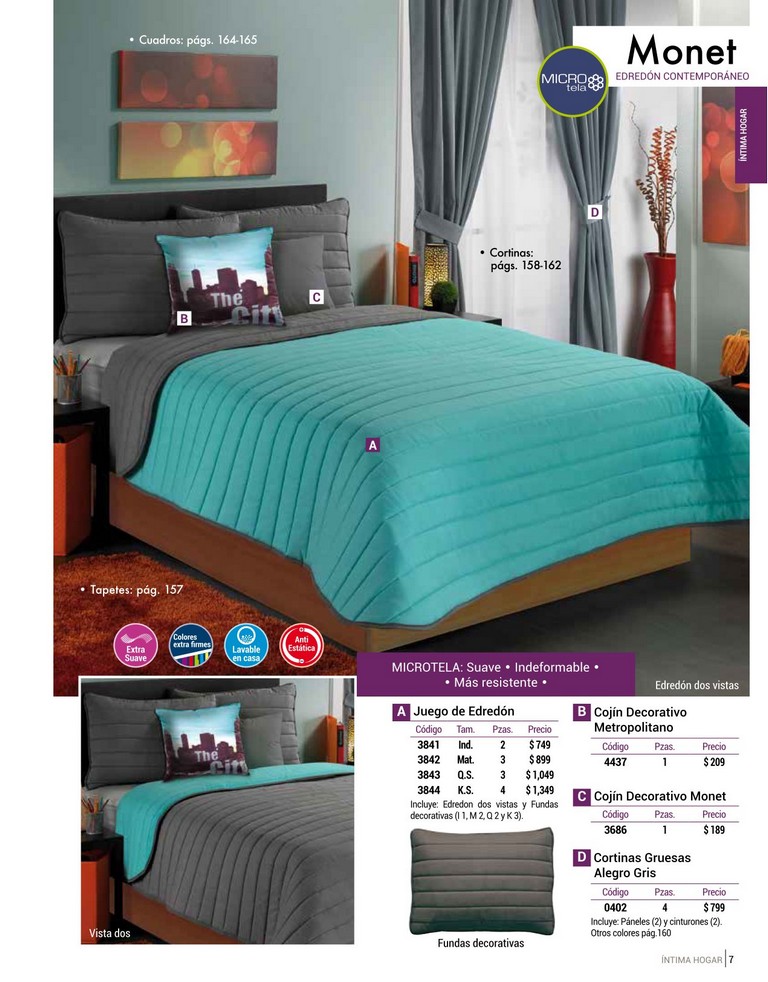 • Cuadros: págs. 164-165
Monet
EDREDÓN CONTEMPORÁNEO
MICRO
tela
ÍNTIMA HOGAR
D
• Cortinas:
págs. 158-162
C
B
The
City
A
• Tapetes: pág. 157
Extra
Suave
Colores
extra firmes
Lavable
en casa
Anti
Estática
MICROTELA: Suave • Indeformable •
• Más resistente •
Edredón dos vistas
The
City
Vista dos
A Juego de Edredón
Código Tam. Pzas. Precio
3841 Ind. 2 $ 749
3842 Mat. 3 $ 899
3843 Q.S. 3 $ 1,049
3844 K.S. 4 $ 1,349
Incluye: Edredon dos vistas y Fundas
decorativas (I 1, M 2, Q 2 y K 3).
Fundas decorativas
B Cojín Decorativo
Metropolitano
Código Pzas. Precio
4437 1 $ 209
C Cojín Decorativo Monet
Código Pzas. Precio
3686 1 $ 189
D Cortinas Gruesas
Alegro Gris
Código Pzas. Precio
0402 4 $ 799
Incluye: Páneles (2) y cinturones (2).
Otros colores pág.160
ÍNTIMA HOGAR 7